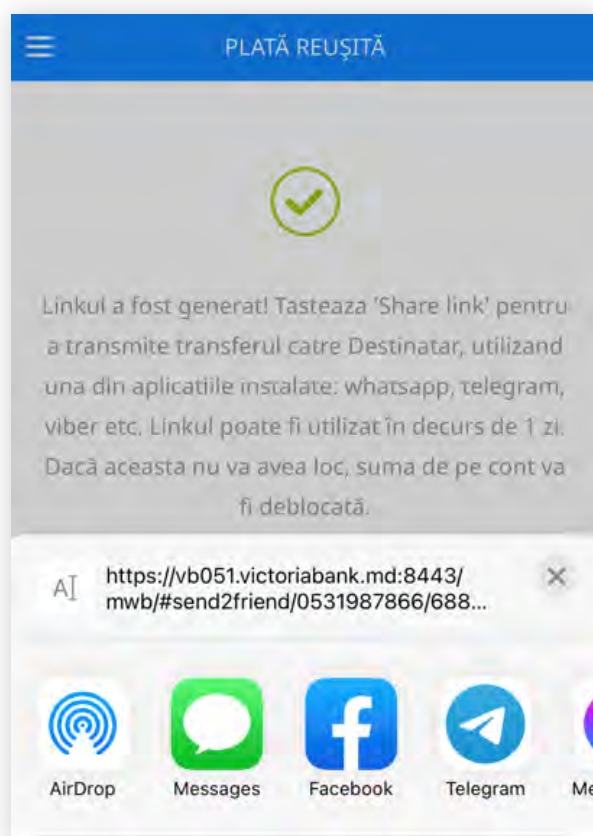 PLATĂ REUŞITĂ
Linkul a fost generat! Tasteaza 'Share link' pentru
a transmite transferul catre Destinatar, utilizand
una din aplicatiile instalate: whatsapp, telegram,
viber etc. Linkul poate fi utilizat în decurs de 1 zi.
Dacă aceasta nu va avea loc, suma de pe cont va
fi deblocată.
https://vb051.victoriabank.md:8443/
mwb/#send2friend/0531987866/688...
AirDrop Messages Facebook Telegram Me